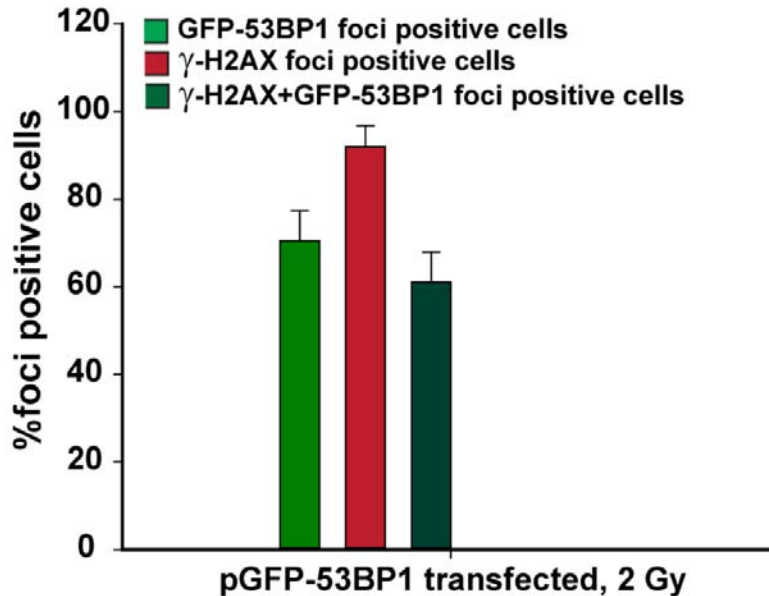 120
100
80
60
40
20
0
%foci positive cells
GFP-53BP1 foci positive cells
γ-H2AX foci positive cells
γ-H2AX+GFP-53BP1 foci positive cells
pGFP-53BP1 transfected, 2 Gy